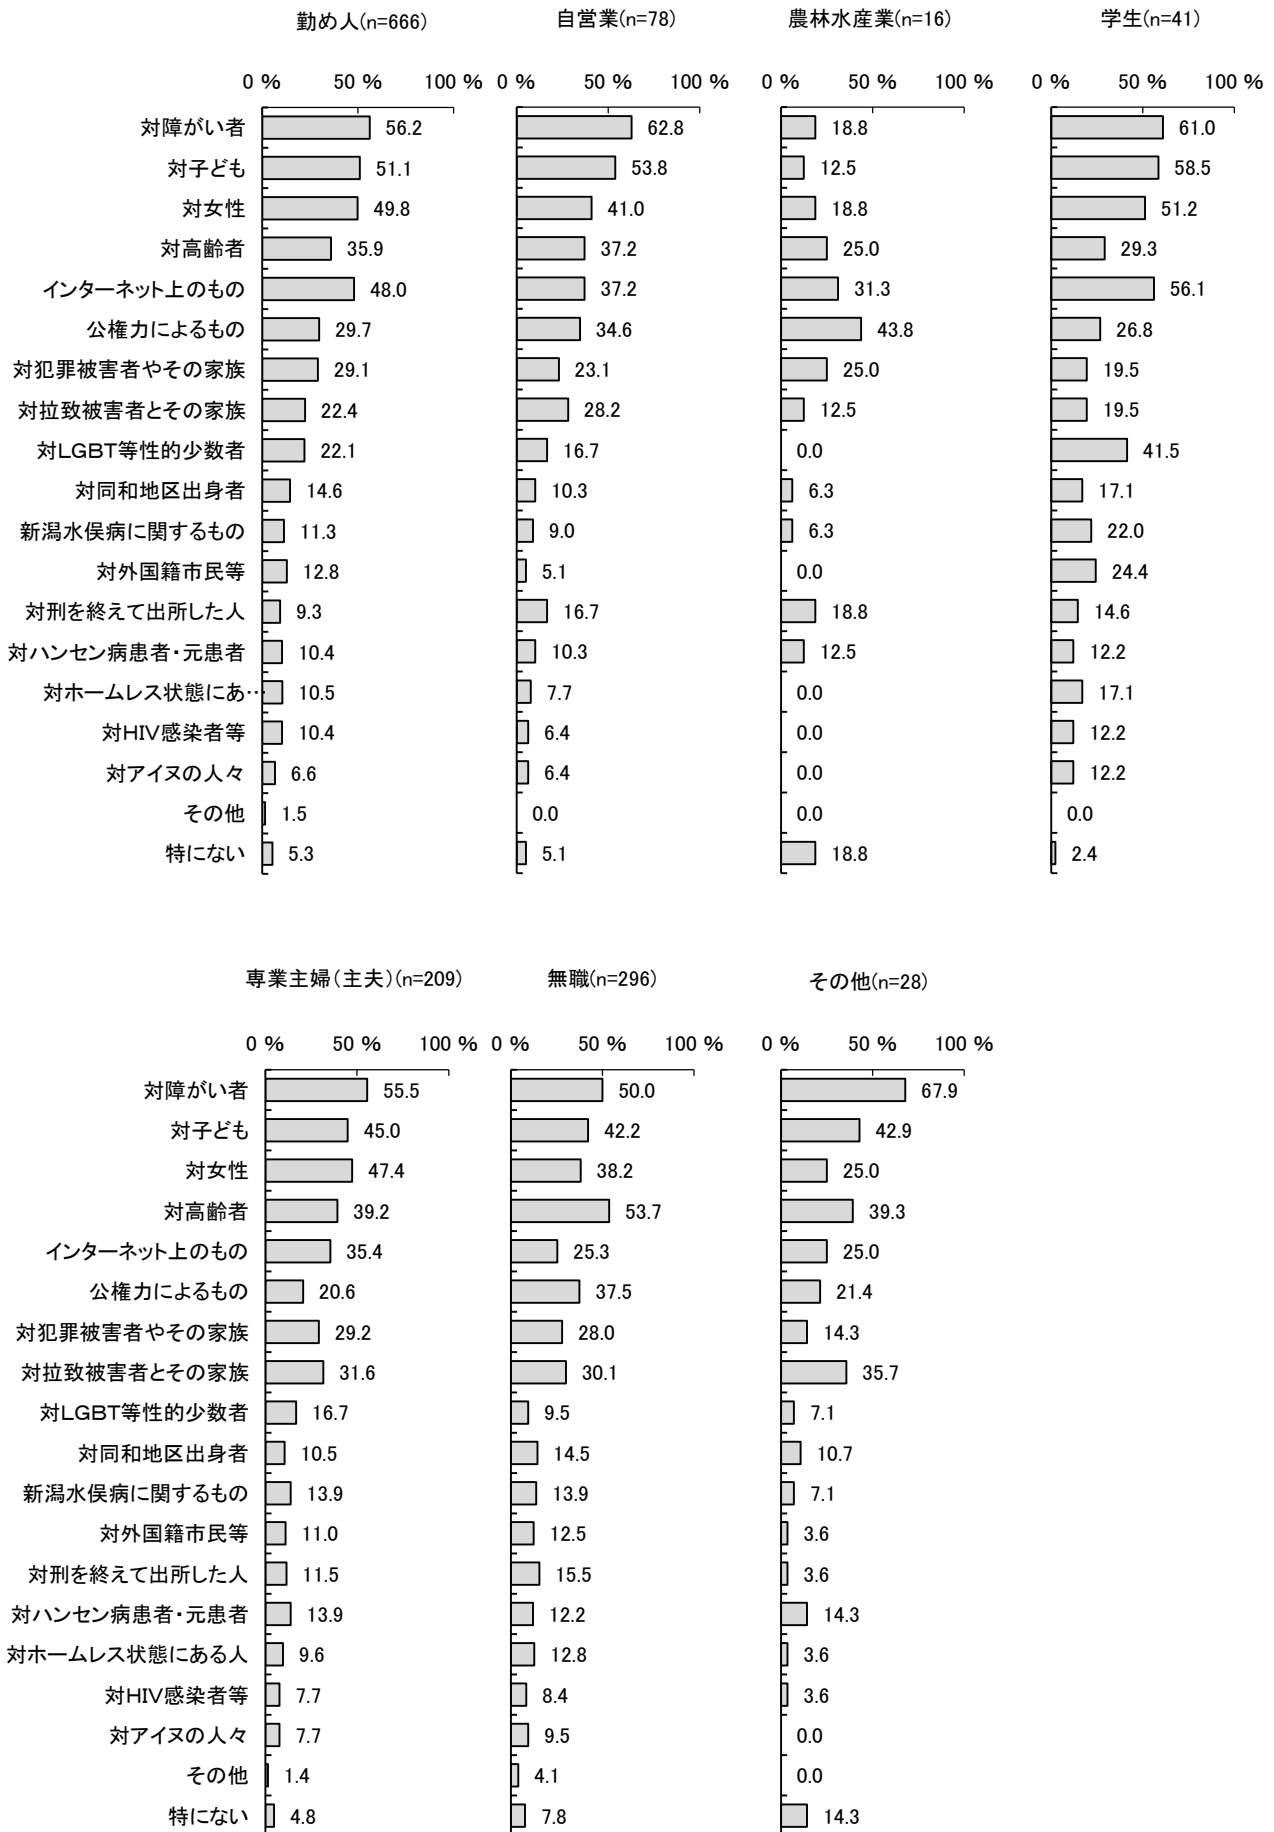 勤め人(n=666) 自営業(n=78) 農林水産業(n=16) 学生(n=41)
0 % 50 % 100 % 0 % 50 % 100 % 0 % 50 % 100 % 0 % 50 % 100 %
対障がい者 56.2 62.8 18.8 61.0
対子ども 51.1 53.8 12.5 58.5
対女性 49.8 41.0 18.8 51.2
対高齢者 35.9 37.2 25.0 29.3
インターネット上のもの 48.0 37.2 31.3 56.1
公権力によるもの 29.7 34.6 43.8 26.8
対犯罪被害者やその家族 29.1 23.1 25.0 19.5
対拉致被害者とその家族 22.4 28.2 12.5 19.5
対LGBT等性的少数者 22.1 16.7 0.0 41.5
対同和地区出身者 14.6 10.3 6.3 17.1
新潟水俣病に関するもの 11.3 9.0 6.3 22.0
対外国籍市民等 12.8 5.1 0.0 24.4
対刑を終えて出所した人 9.3 16.7 18.8 14.6
対ハンセン病患者・元患者 10.4 10.3 12.5 12.2
対ホームレス状態にあ… 10.5 7.7 0.0 17.1
対HIV感染者等 10.4 6.4 0.0 12.2
対アイヌの人々 6.6 6.4 0.0 12.2
その他 1.5 0.0 0.0 0.0
特にない 5.3 5.1 18.8 2.4
専業主婦（主夫）(n=209) 無職(n=296) その他(n=28)
0 % 50 % 100 % 0 % 50 % 100 % 0 % 50 % 100 %
対障がい者 55.5 50.0 67.9
対子ども 45.0 42.2 42.9
対女性 47.4 38.2 25.0
対高齢者 39.2 53.7 39.3
インターネット上のもの 35.4 25.3 25.0
公権力によるもの 20.6 37.5 21.4
対犯罪被害者やその家族 29.2 28.0 14.3
対拉致被害者とその家族 31.6 30.1 35.7
対LGBT等性的少数者 16.7 9.5 7.1
対同和地区出身者 10.5 14.5 10.7
新潟水俣病に関するもの 13.9 13.9 7.1
対外国籍市民等 11.0 12.5 3.6
対刑を終えて出所した人 11.5 15.5 3.6
対ハンセン病患者・元患者 13.9 12.2 14.3
対ホームレス状態にある人 9.6 12.8 3.6
対HIV感染者等 7.7 8.4 3.6
対アイヌの人々 7.7 9.5 0.0
その他 1.4 4.1 0.0
特にない 4.8 7.8 14.3